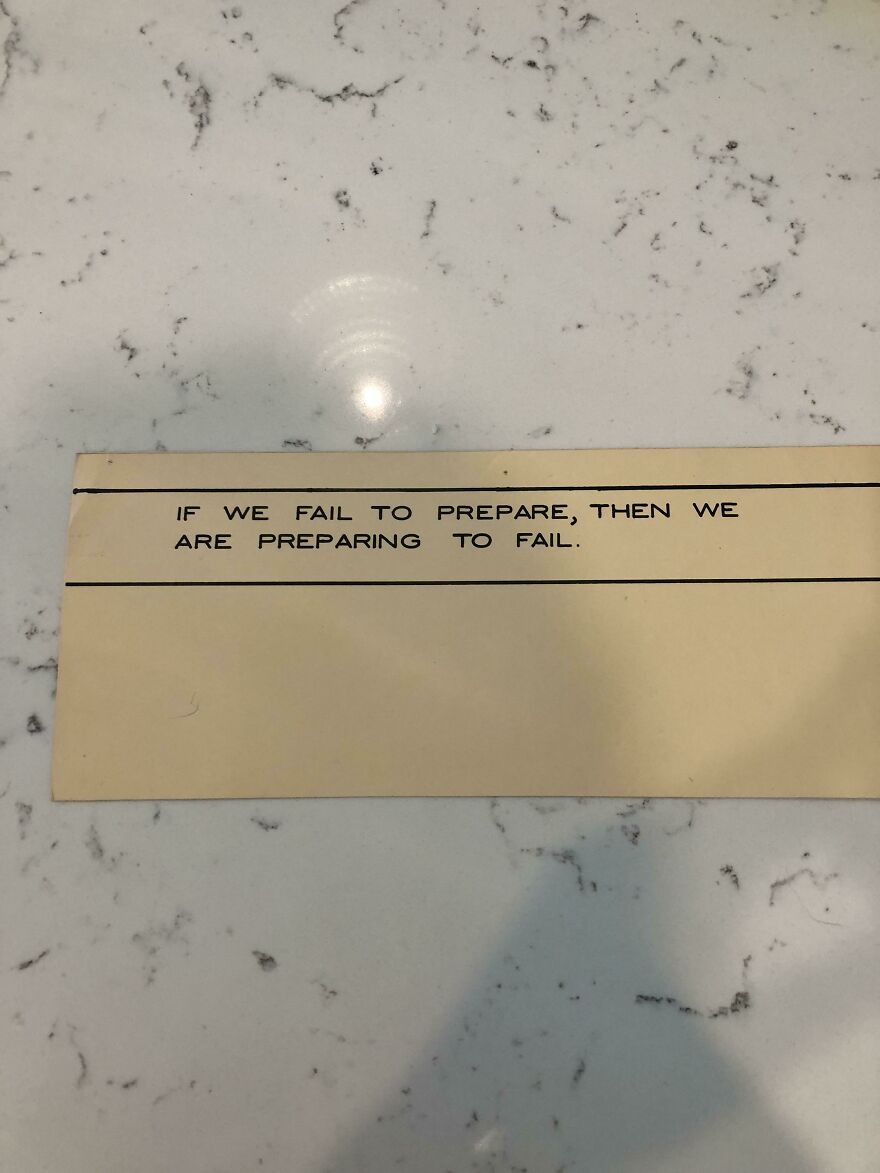 IF WE FAIL TO PREPARE, THEN WE
ARE PREPARING TO FAIL.